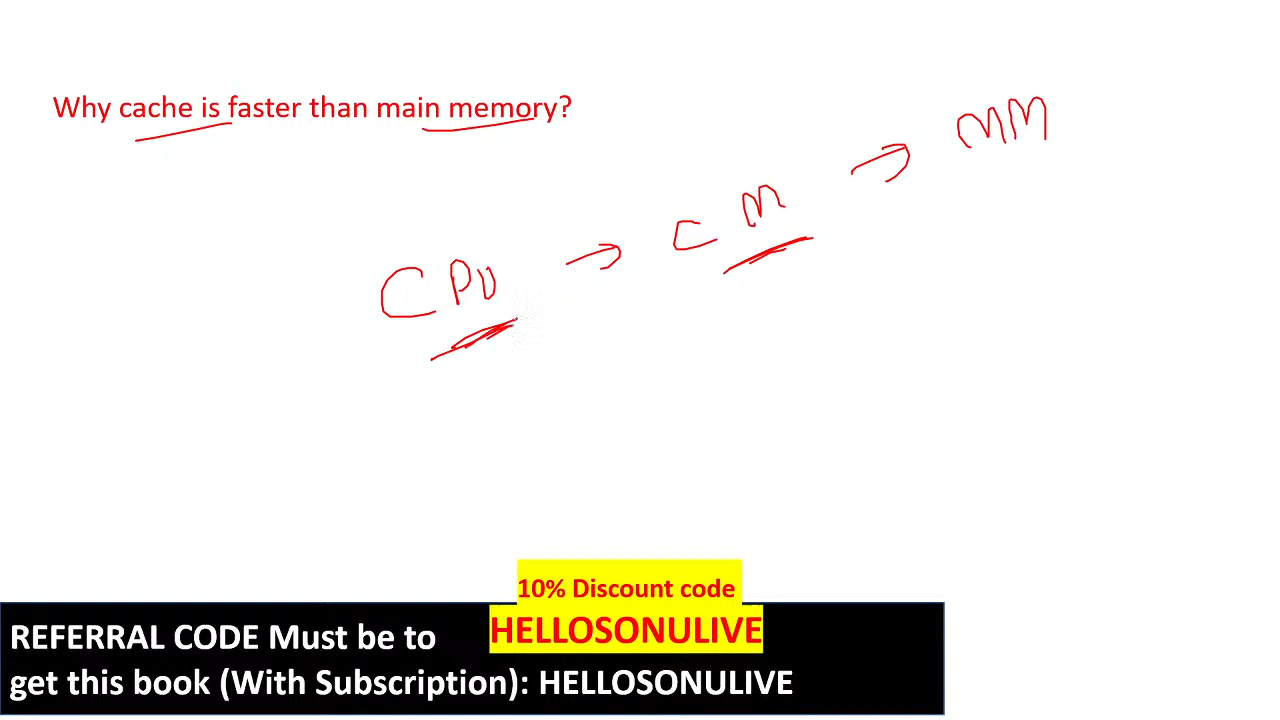 Why cache is faster than main memory?
CPU → CM → MM
10% Discount code
HELLOSONULIVE
REFERRAL CODE Must be to
get this book (With Subscription): HELLOSONULIVE